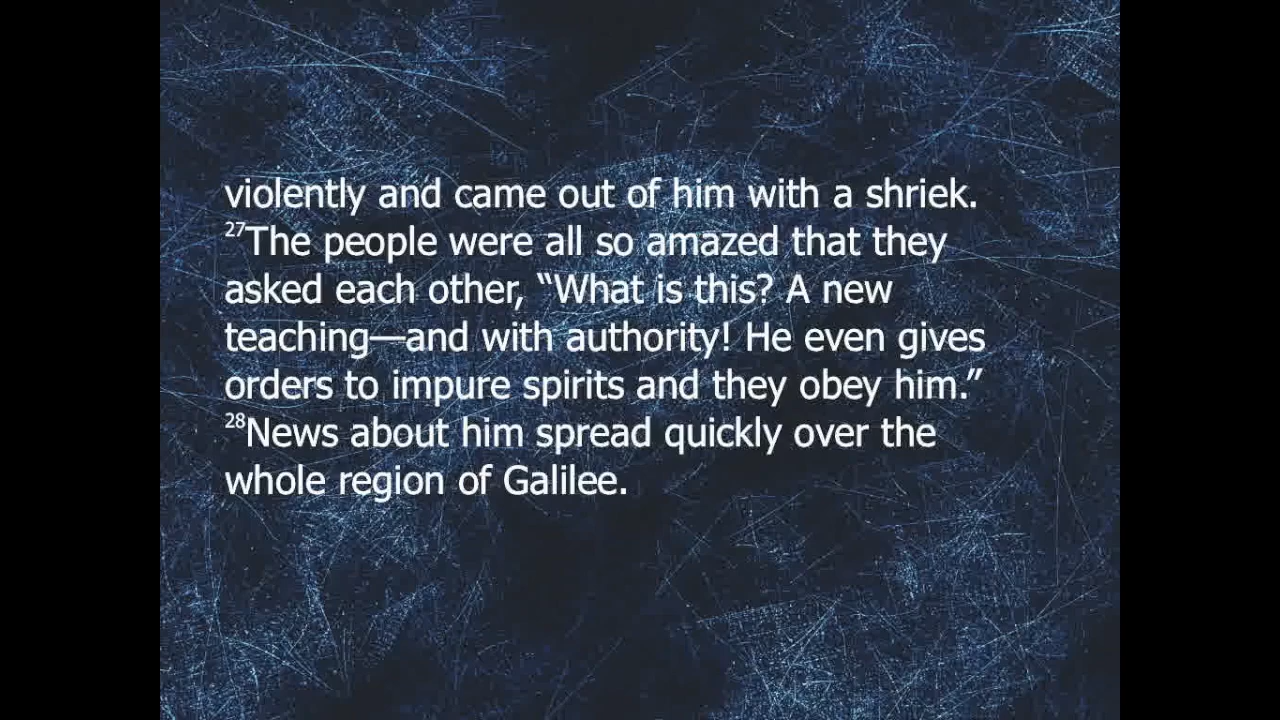 violently and came out of him with a shriek.
27The people were all so amazed that they
asked each other, “What is this? A new
teaching—and with authority! He even gives
orders to impure spirits and they obey him.”
28News about him spread quickly over the
whole region of Galilee.